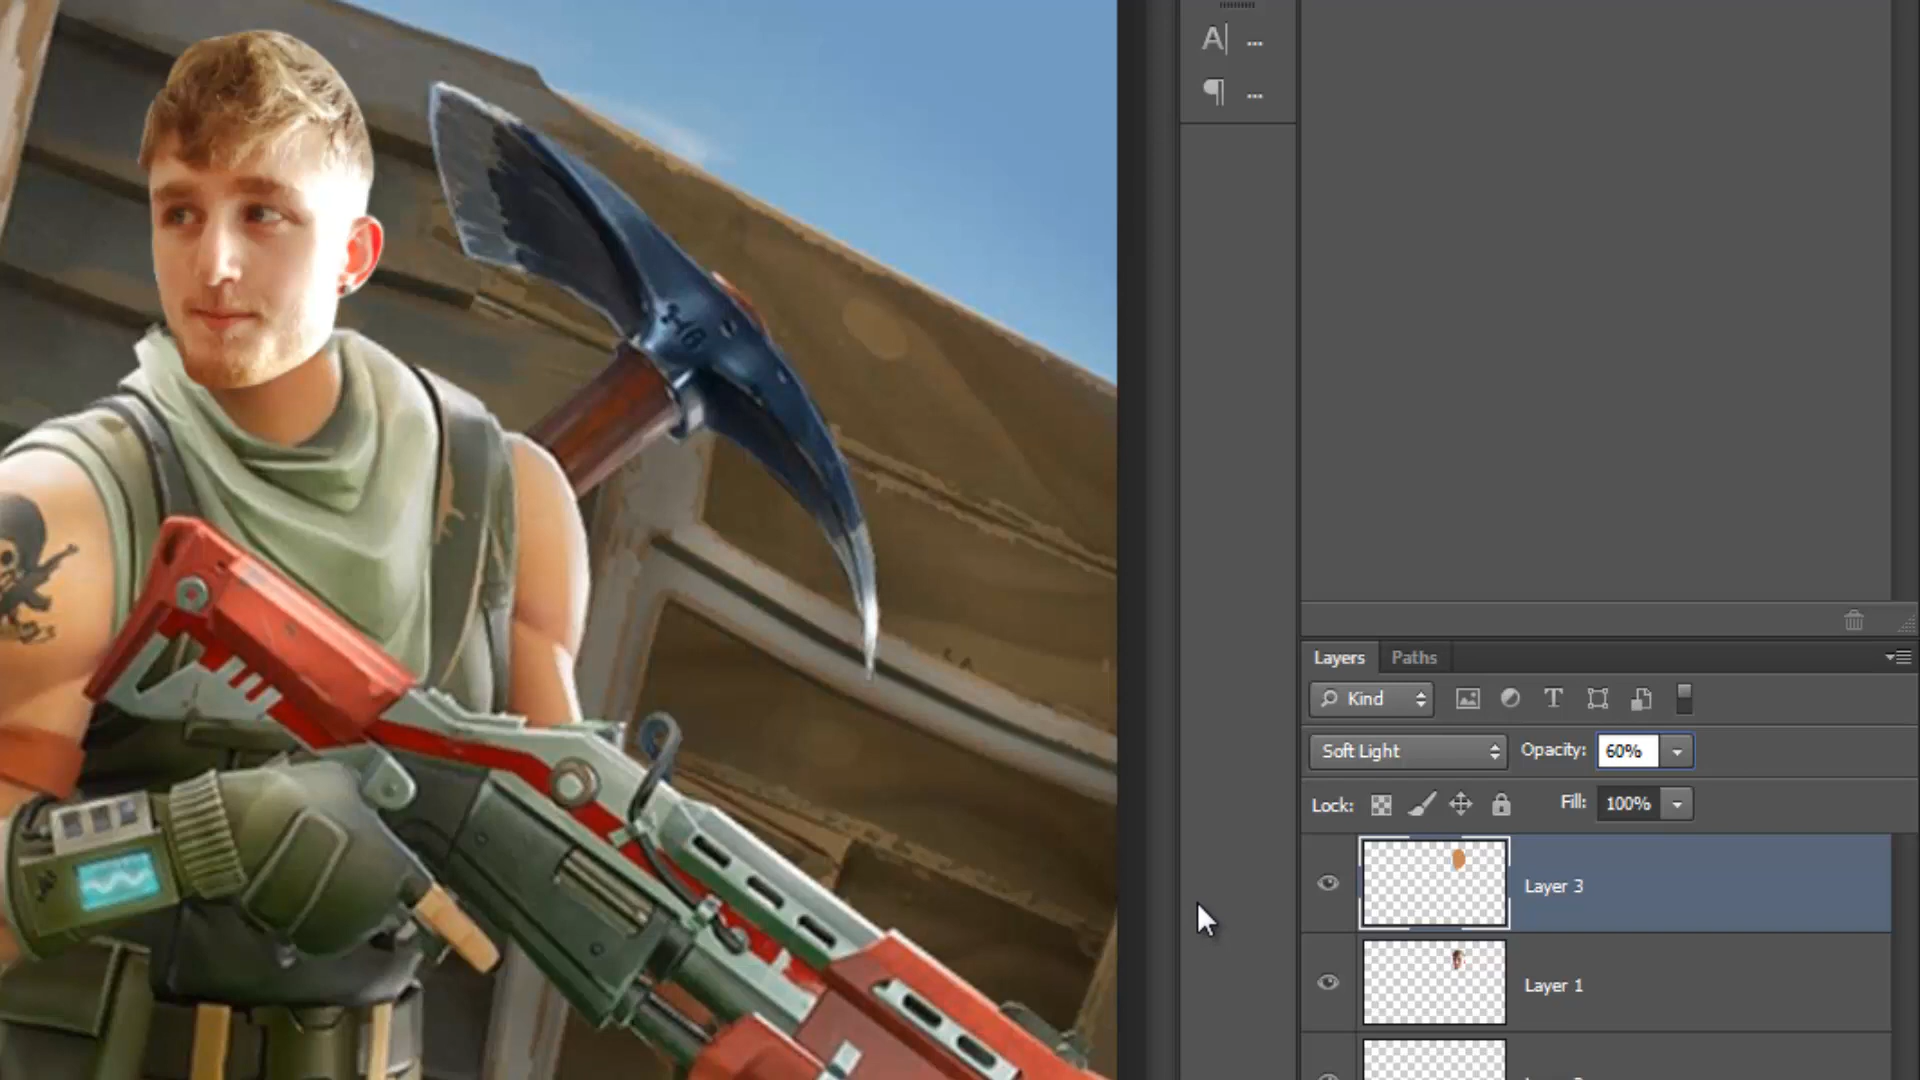 A
Layers Paths
Kind T
Soft Light Opacity: 60%
Lock: Fill: 100%
Layer 3
Layer 1